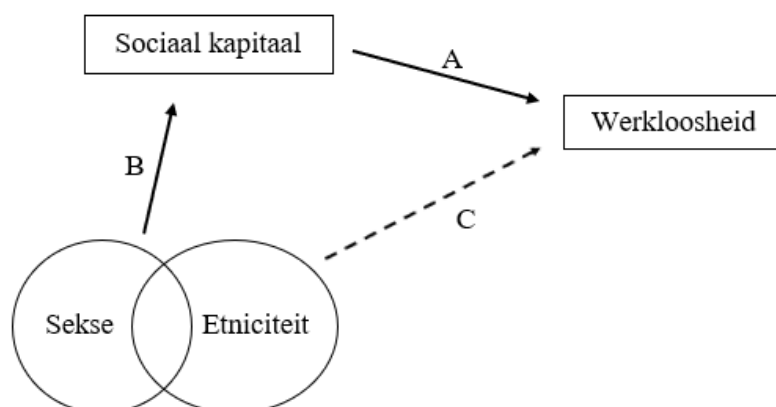 Sociaal kapitaal
A
Werkloosheid
B
C
Sekse
Etniciteit